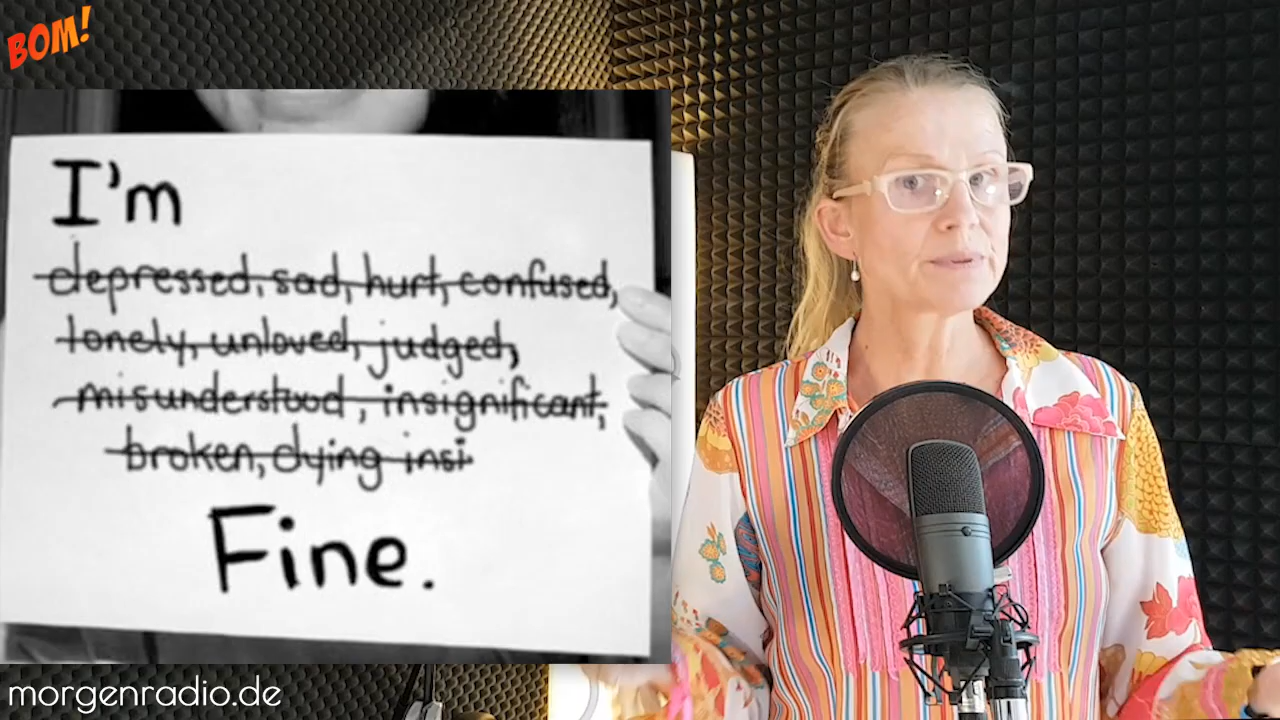 BOM!
I'm
depressed, sad, hurt, confused,
lonely, unloved, judged,
misunderstood, insignificant,
broken, dying insi
Fine.
morgenradio.de